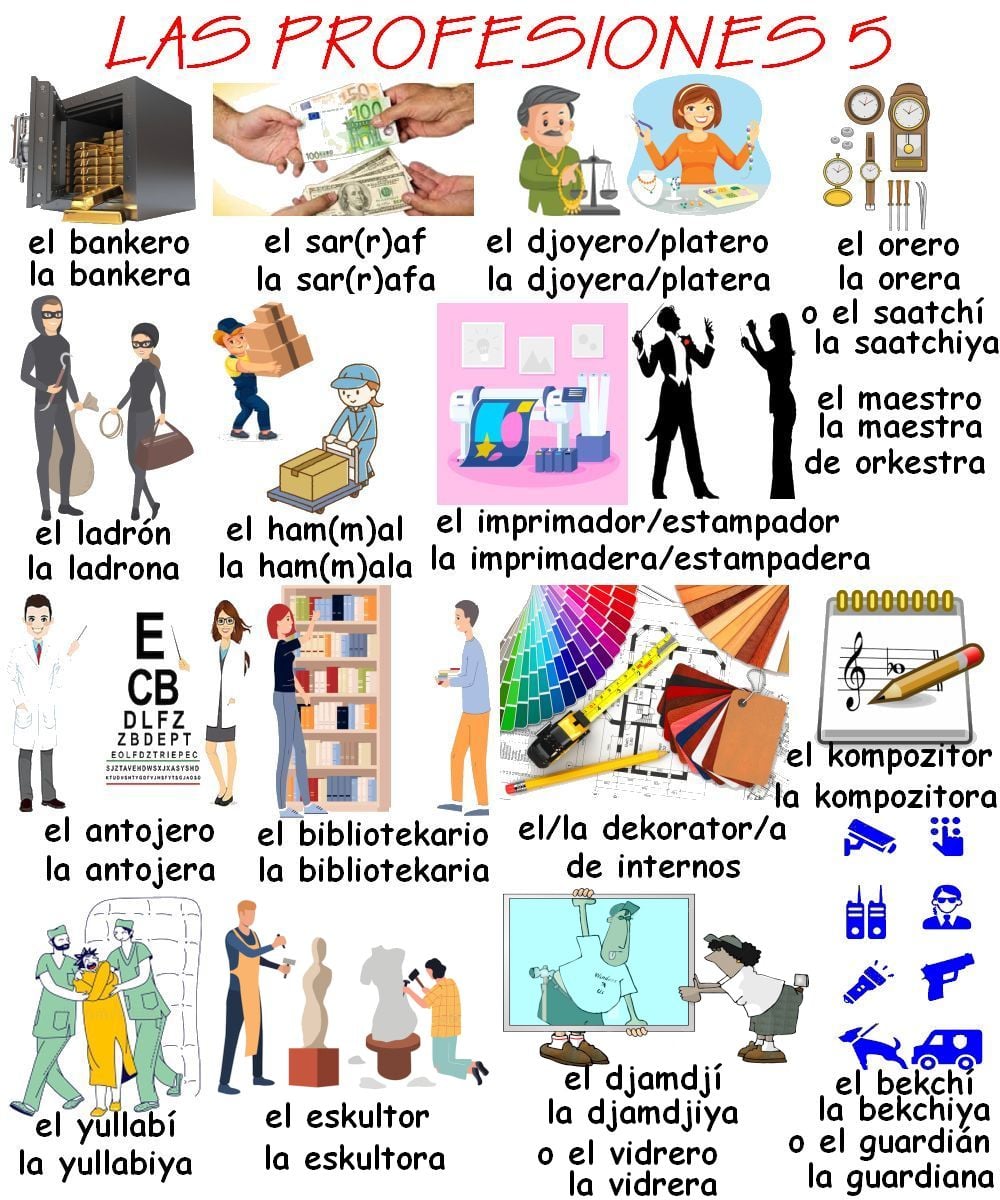 LAS PROFESIONES 5
el bankero
la bankera
el sar(r)af
la sar(r)afa
el djoyero/platero
la djoyera/platera
el orero
la orera
o el saatchí
la saatchiya
el ladrón
la ladrona
el ham(m)al
la ham(m)ala
el imprimador/estampador
la imprimadera/estampadera
el maestro
la maestra
de orkestra
E
CB
DLFZ
ZBDEPT
EOLFDZTRIEPEC
SJZTAVEHDWSXJXASYSHD
el antojero
la antojera
el bibliotekario
la bibliotekaria
el/la dekorator/a
de internos
el kompozitor
la kompozitora
el yullabí
la yullabiya
el eskultor
la eskultora
el djamdjí
la djamdjiya
o el vidrero
la vidrera
el bekchí
la bekchiya
o el guardián
la guardiana